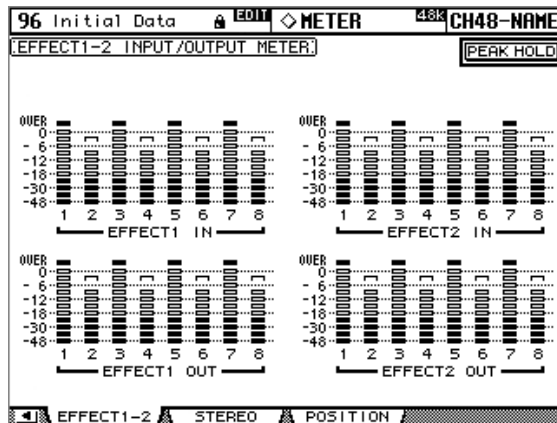 96 Initial Data EDIT METER 48K CH48-NAME
EFFECT1-2 INPUT/OUTPUT METER
PEAK HOLD
OVER OVER
0 0
- 6 - 6
-12 -12
-18 -18
-30 -30
-48 -48
1 2 3 4 5 6 7 8 1 2 3 4 5 6 7 8
EFFECT1 IN EFFECT2 IN
OVER OVER
0 0
- 6 - 6
-12 -12
-18 -18
-30 -30
-48 -48
1 2 3 4 5 6 7 8 1 2 3 4 5 6 7 8
EFFECT1 OUT EFFECT2 OUT
EFFECT1-2 STEREO POSITION